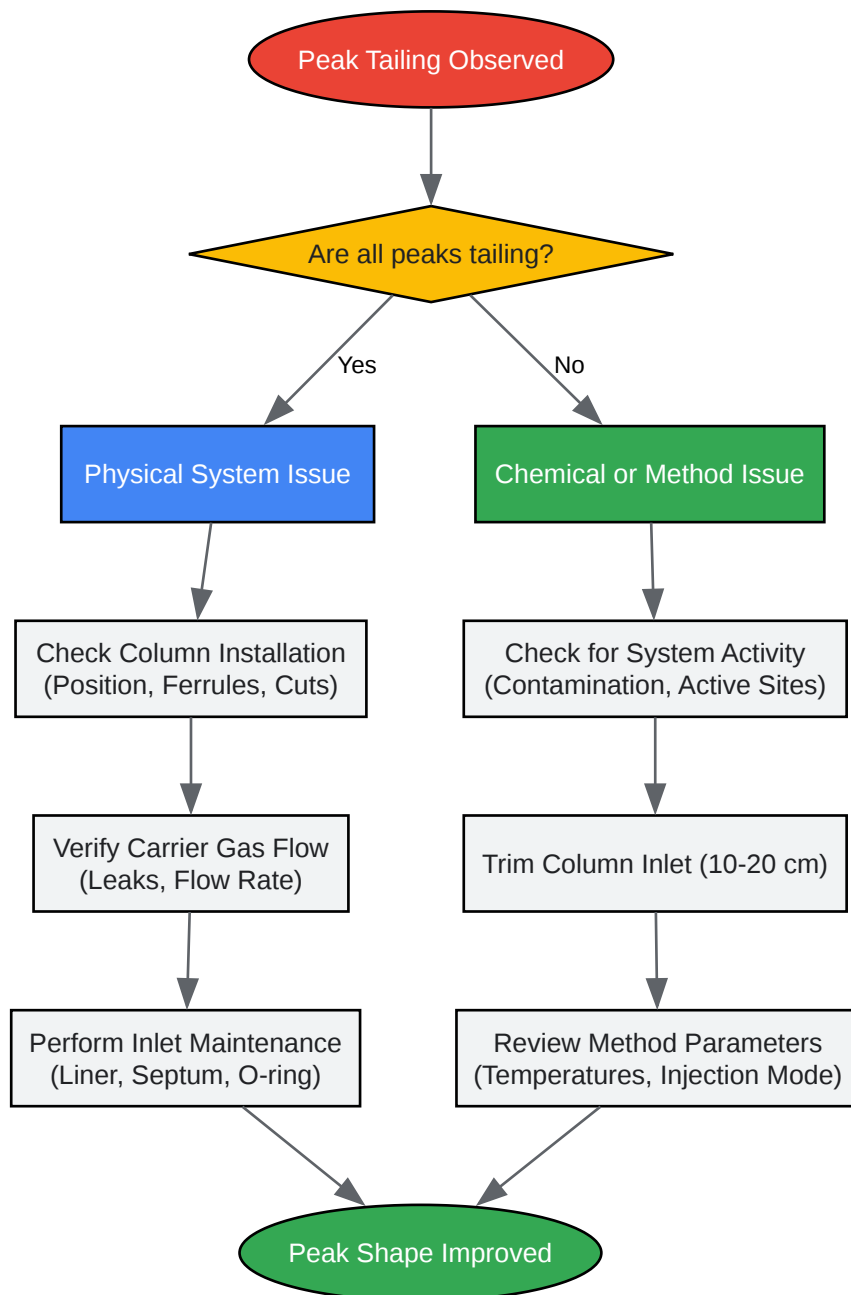 Peak Tailing Observed
Are all peaks tailing?
Yes
No
Physical System Issue
Chemical or Method Issue
Check Column Installation
(Position, Ferrules, Cuts)
Check for System Activity
(Contamination, Active Sites)
Verify Carrier Gas Flow
(Leaks, Flow Rate)
Trim Column Inlet (10-20 cm)
Perform Inlet Maintenance
(Liner, Septum, O-ring)
Review Method Parameters
(Temperatures, Injection Mode)
Peak Shape Improved